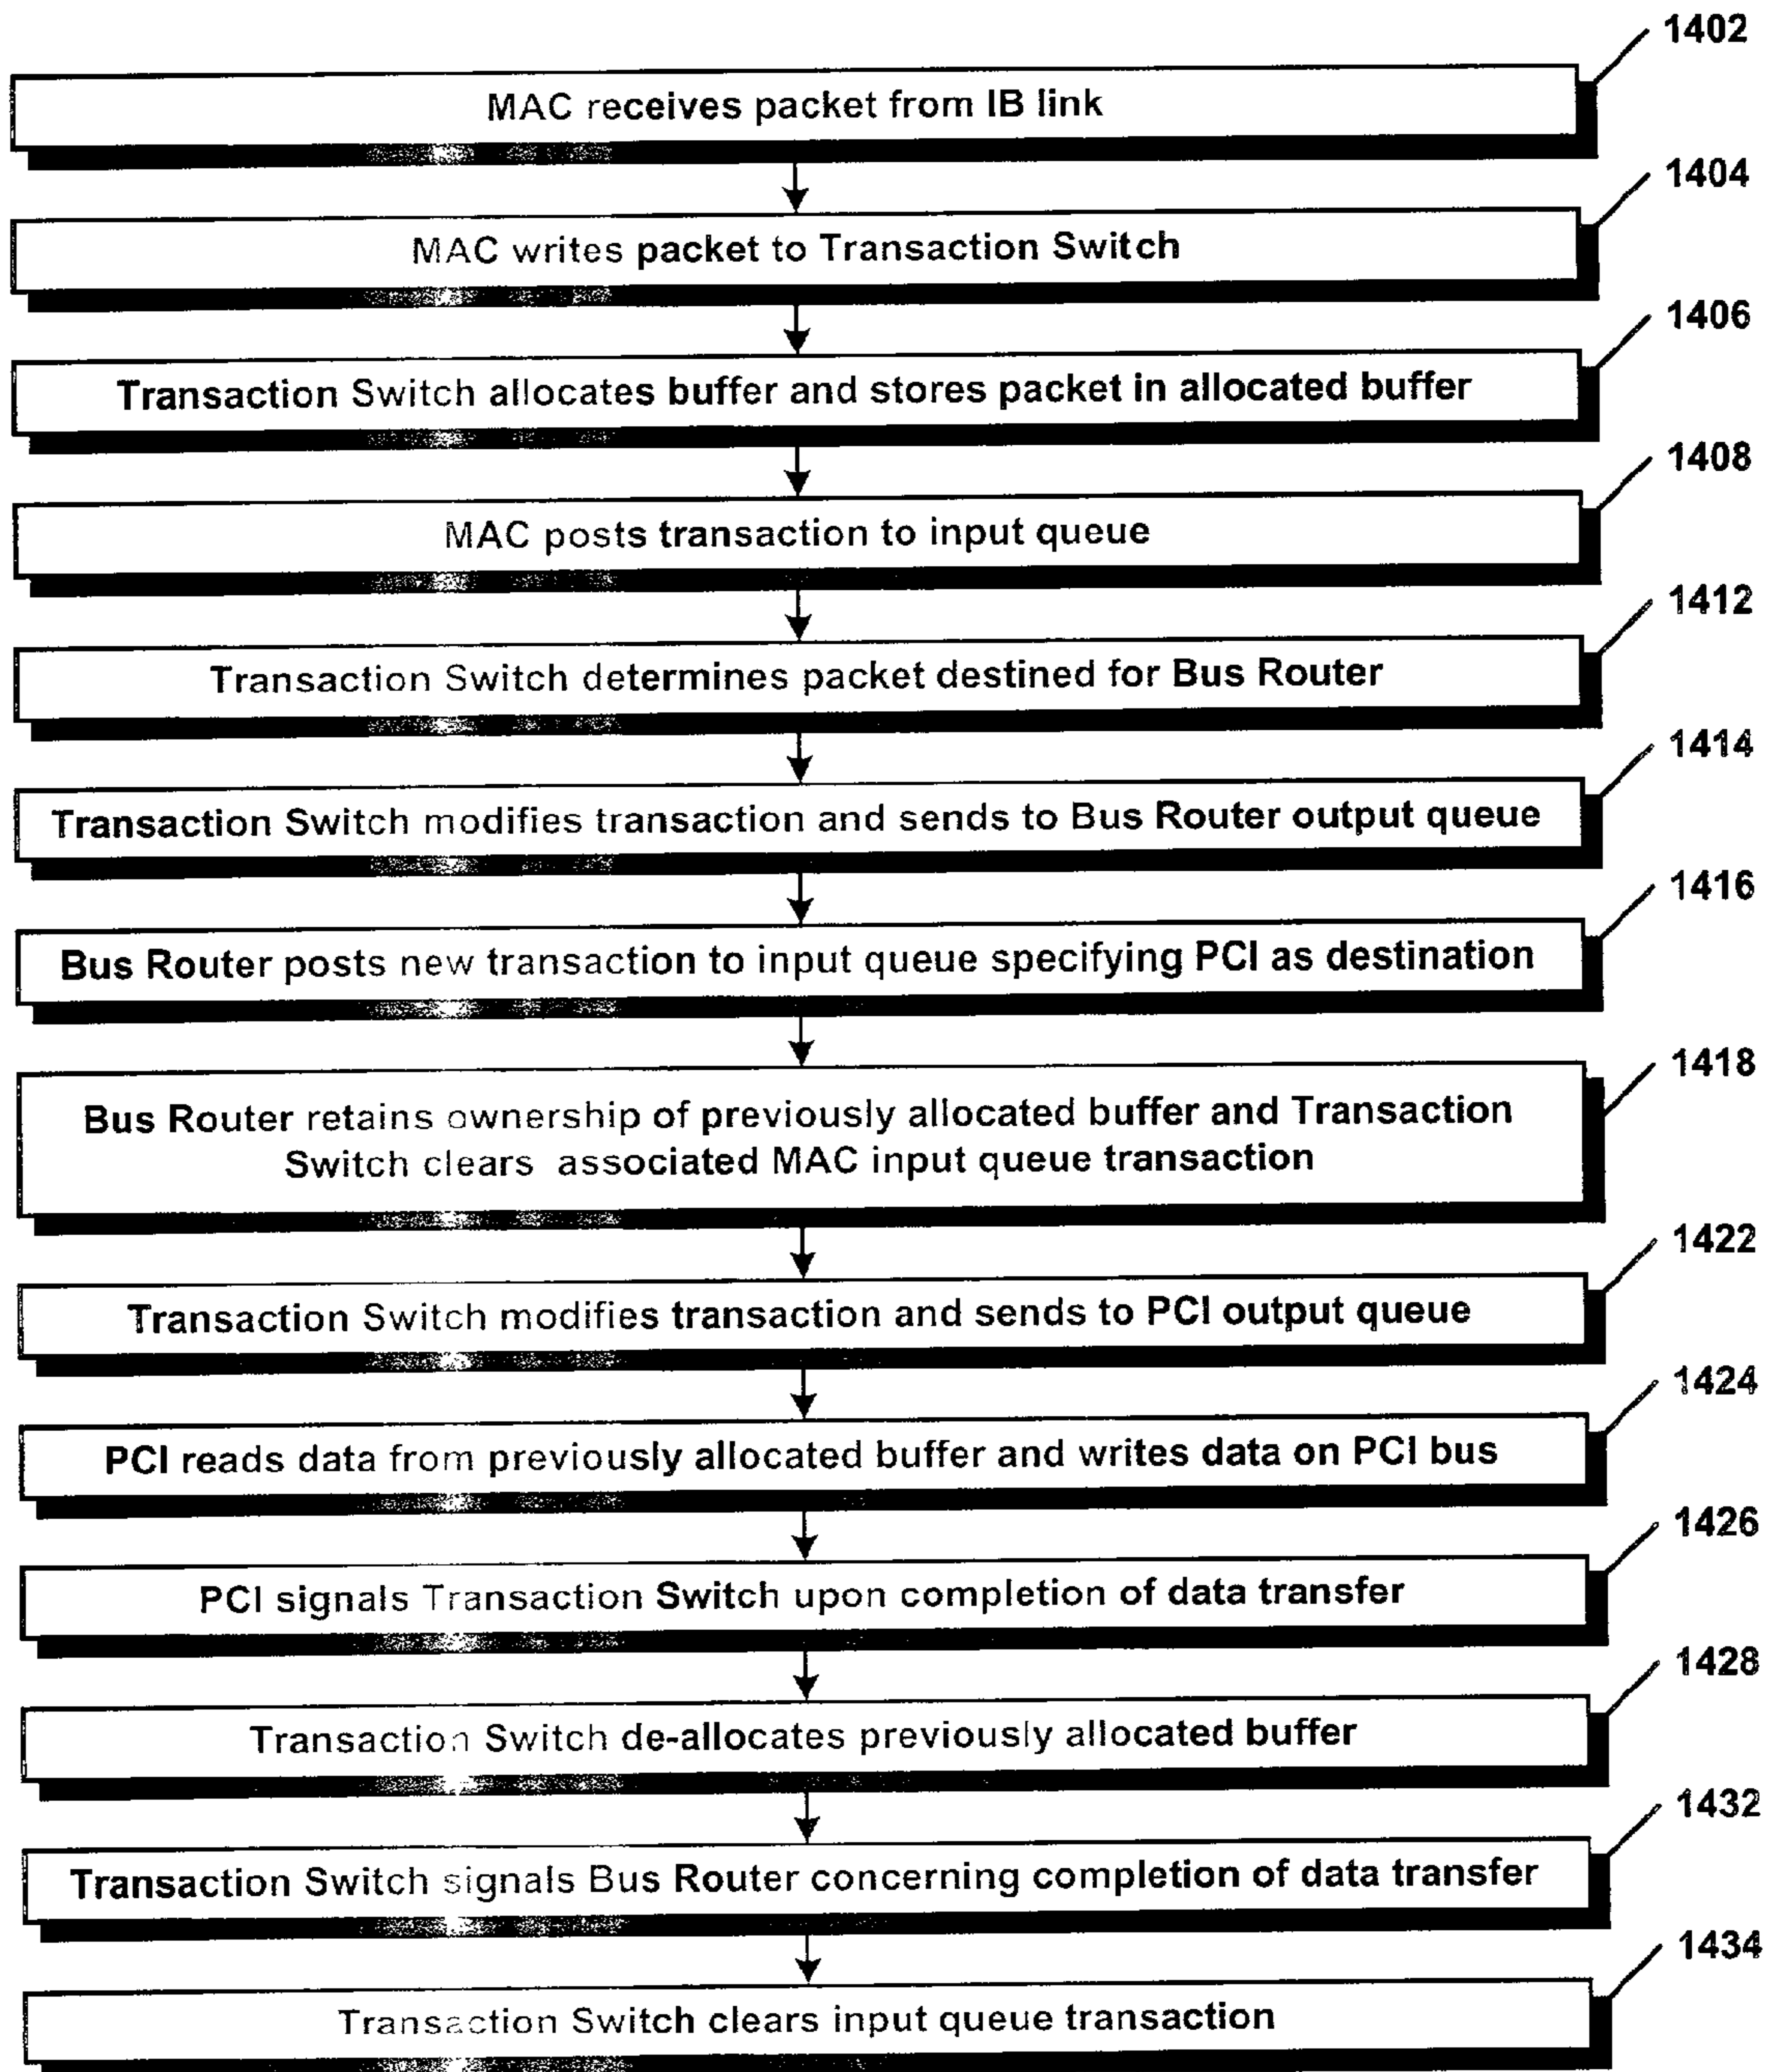 1402
MAC receives packet from IB link
1404
MAC writes packet to Transaction Switch
1406
Transaction Switch allocates buffer and stores packet in allocated buffer
1408
MAC posts transaction to input queue
1412
Transaction Switch determines packet destined for Bus Router
1414
Transaction Switch modifies transaction and sends to Bus Router output queue
1416
Bus Router posts new transaction to input queue specifying PCI as destination
1418
Bus Router retains ownership of previously allocated buffer and Transaction
Switch clears associated MAC input queue transaction
1422
Transaction Switch modifies transaction and sends to PCI output queue
1424
PCI reads data from previously allocated buffer and writes data on PCI bus
1426
PCI signals Transaction Switch upon completion of data transfer
1428
Transaction Switch de-allocates previously allocated buffer
1432
Transaction Switch signals Bus Router concerning completion of data transfer
1434
Transaction Switch clears input queue transaction